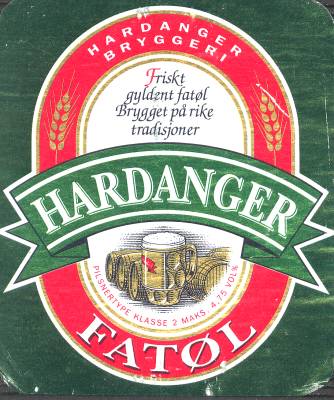 HARDANGER
BRYGGERI
Friskt
gyldent fatøl
Brygget på rike
tradisjoner
HARDANGER
PILSNERTYPE KLASSE 2 MAKS. 4,75 VOL%
FATØL